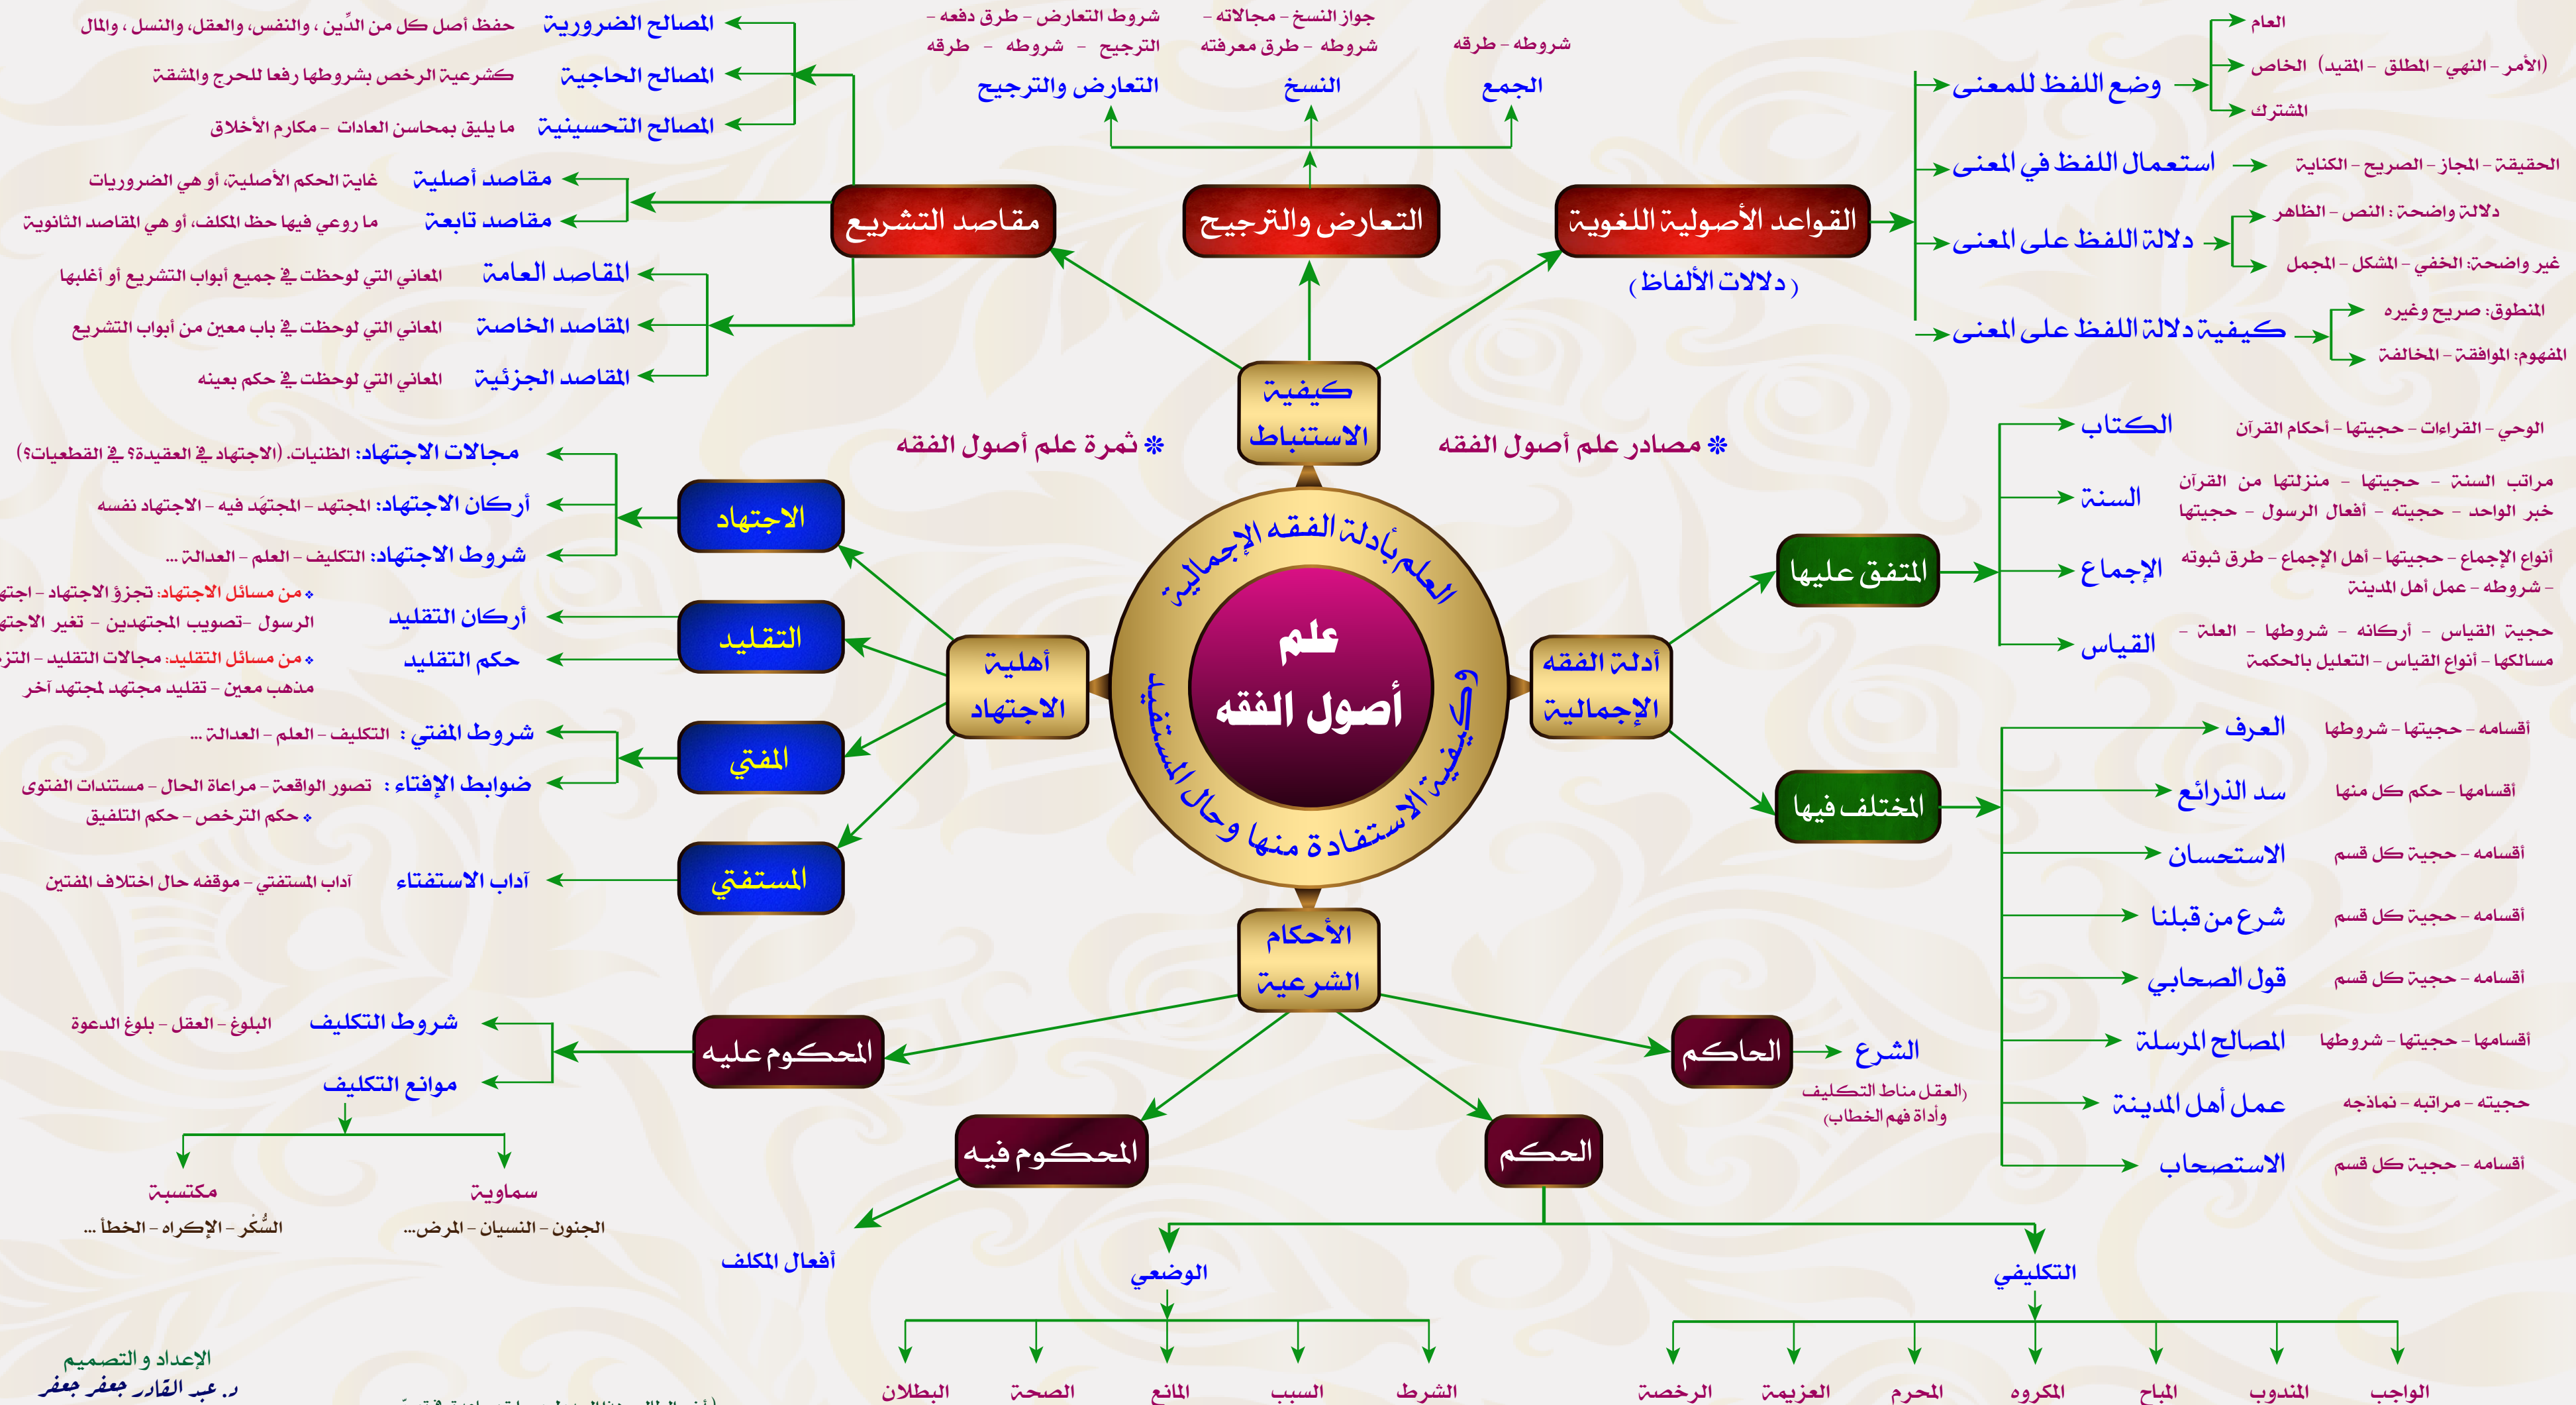 علم
أصول الفقه
العلم بأدلة الفقه الإجمالية
وكيفية الاستفادة منها وحال المستفيد
* مصادر علم أصول الفقه
* ثمرة علم أصول الفقه
كيفية
الاستنباط
القواعد الأصولية اللغوية
(دلالات الألفاظ)
وضع اللفظ للمعنى
العام
الخاص (الأمر - النهي - المطلق - المقيد)
المشترك
استعمال اللفظ في المعنى
الحقيقة - المجاز - الصريح - الكناية
دلالة اللفظ على المعنى
دلالة واضحة : النص - الظاهر
غير واضحة: الخفي - المشكل - المجمل
كيفية دلالة اللفظ على المعنى
المنطوق: صريح وغيره
المفهوم: الموافقة - المخالفة
التعارض والترجيح
شروطه - طرقه
الجمع
جواز النسخ - مجالاته -
شروطه - طرق معرفته
النسخ
شروط التعارض - طرق دفعه -
الترجيح - شروطه - طرقه
التعارض والترجيح
مقاصد التشريع
المصالح الضرورية
حفظ أصل كل من الدِّين ، والنفس، والعقل، والنسل ، والمال
المصالح الحاجية
كشرعية الرخص بشروطها رفعا للحرج والمشقة
المصالح التحسينية
ما يليق بمحاسن العادات - مكارم الأخلاق
مقاصد أصلية
غاية الحكم الأصلية، أو هي الضروريات
مقاصد تابعة
ما روعي فيها حظ المكلف، أو هي المقاصد الثانوية
المقاصد العامة
المعاني التي لوحظت في جميع أبواب التشريع أو أغلبها
المقاصد الخاصة
المعاني التي لوحظت في باب معين من أبواب التشريع
المقاصد الجزئية
المعاني التي لوحظت في حكم بعينه
أدلة الفقه
الإجمالية
المتفق عليها
الكتاب
الوحي - القراءات - حجيتها - أحكام القرآن
السنة
مراتب السنة - حجيتها - منزلتها من القرآن
خبر الواحد - حجيته - أفعال الرسول - حجيتها
الإجماع
أنواع الإجماع - حجيتها - أهل الإجماع - طرق ثبوته
- شروطه - عمل أهل المدينة
القياس
حجية القياس - أركانه - شروطها - العلة -
مسالكها - أنواع القياس - التعليل بالحكمة
المختلف فيها
العرف
أقسامه - حجيتها - شروطها
سد الذرائع
أقسامها - حكم كل منها
الاستحسان
أقسامه - حجية كل قسم
شرع من قبلنا
أقسامه - حجية كل قسم
قول الصحابي
أقسامه - حجية كل قسم
المصالح المرسلة
أقسامها - حجيتها - شروطها
عمل أهل المدينة
حجيته - مراتبه - نماذجه
الاستصحاب
أقسامه - حجية كل قسم
أهلية
الاجتهاد
الاجتهاد
مجالات الاجتهاد: الظنيات. (الاجتهاد في العقيدة؟ في القطعيات؟)
أركان الاجتهاد: المجتهد - المجتهَد فيه - الاجتهاد نفسه
شروط الاجتهاد: التكليف - العلم - العدالة ...
التقليد
أركان التقليد
حكم التقليد
* من مسائل الاجتهاد: تجزؤ الاجتهاد -
الرسول -تصويب المجتهدين - تغير
* من مسائل التقليد: مجالات التقليد -
مذهب معين - تقليد مجتهد لمجتهد آخر
المفتي
شروط المفتي : التكليف - العلم - العدالة ...
ضوابط الإفتاء : تصور الواقعة - مراعاة الحال - مستندات الفتوى
* حكم الترخص - حكم التلفيق
المستفتي
آداب الاستفتاء
آداب المستفتي - موقفه حال اختلاف المفتين
الأحكام
الشرعية
الحاكم
الشرع
(العقل مناط التكليف
وأداة فهم الخطاب)
الحكم
التكليفي
الواجب
المندوب
المباح
المكروه
المحرم
العزيمة
الرخصة
الوضعي
الشرط
السبب
المانع
الصحة
البطلان
المحكوم فيه
أفعال المكلف
المحكوم عليه
شروط التكليف
البلوغ - العقل - بلوغ الدعوة
موانع التكليف
سماوية
الجنون - النسيان - المرض...
مكتسبة
السُّكْر - الإكراه - الخطأ ...
الإعداد والتصميم
د. عبد القادر جعفر جعفر